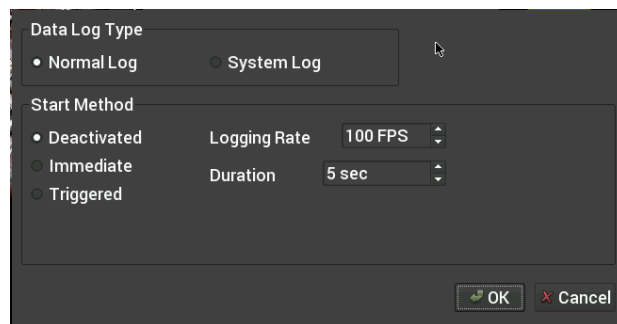 Data Log Type
Normal Log System Log
Start Method
Deactivated Logging Rate 100 FPS
Immediate
Duration 5 sec
Triggered
OK Cancel